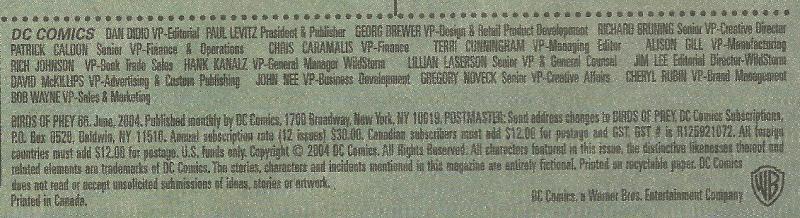 DC COMICS DAN DIDIO VP-Editorial PAUL LEVITZ President & Publisher GEORG BREWER VP-Design & Retail Product Development RICHARD BRUNING Senior VP-Creative Director
PATRICK CALDON Senior VP-Finance & Operations CHRIS CARAMALIS VP-Finance TERRI CUNNINGHAM VP-Managing Editor ALISON GILL VP-Manufacturing
RICH JOHNSON VP-Book Trade Sales HANK KANALZ VP-General Manager WildStorm LILLIAN LASERSON Senior VP & General Counsel JIM LEE Editorial Director-WildStorm
DAVID McKILLIPS VP-Advertising & Custom Publishing JOHN NEE VP-Business Development GREGORY NOVECK Senior VP-Creative Affairs CHERYL RUBIN VP-Brand Management
BOB WAYNE VP-Sales & Marketing
BIRDS OF PREY 66. June, 2004. Published monthly by DC Comics, 1700 Broadway, New York, NY 10019. POSTMASTER: Send address changes to BIRDS OF PREY, DC Comics Subscriptions,
P.O. Box 0528, Baldwin, NY 11510. Annual subscription rate (12 issues) $30.00. Canadian subscribers must add $12.00 for postage and GST. GST # is R125921072. All foreign
countries must add $12.00 for postage. U.S. funds only. Copyright © 2004 DC Comics. All Rights Reserved. All characters featured in this issue, the distinctive likenesses thereof and
related elements are trademarks of DC Comics. The stories, characters and incidents mentioned in this magazine are entirely fictional. Printed on recyclable paper. DC Comics
does not read or accept unsolicited submissions of ideas, stories or artwork.
Printed in Canada.
DC Comics, a Warner Bros. Entertainment Company
WB